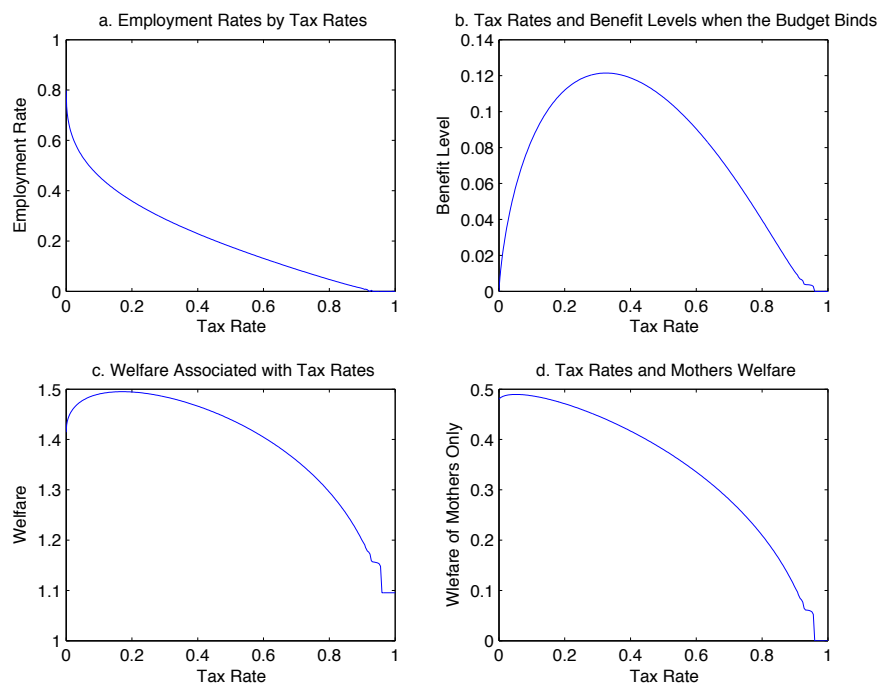 a. Employment Rates by Tax Rates
1
0.8
0.6
0.4
0.2
0
0 0.2 0.4 0.6 0.8 1
Employment Rate
Tax Rate
b. Tax Rates and Benefit Levels when the Budget Binds
0.14
0.12
0.1
0.08
0.06
0.04
0.02
0
0 0.2 0.4 0.6 0.8 1
Benefit Level
Tax Rate
c. Welfare Associated with Tax Rates
1.5
1.4
1.3
1.2
1.1
1
0 0.2 0.4 0.6 0.8 1
Welfare
Tax Rate
d. Tax Rates and Mothers Welfare
0.5
0.4
0.3
0.2
0.1
0
0 0.2 0.4 0.6 0.8 1
Wlefare of Mothers Only
Tax Rate